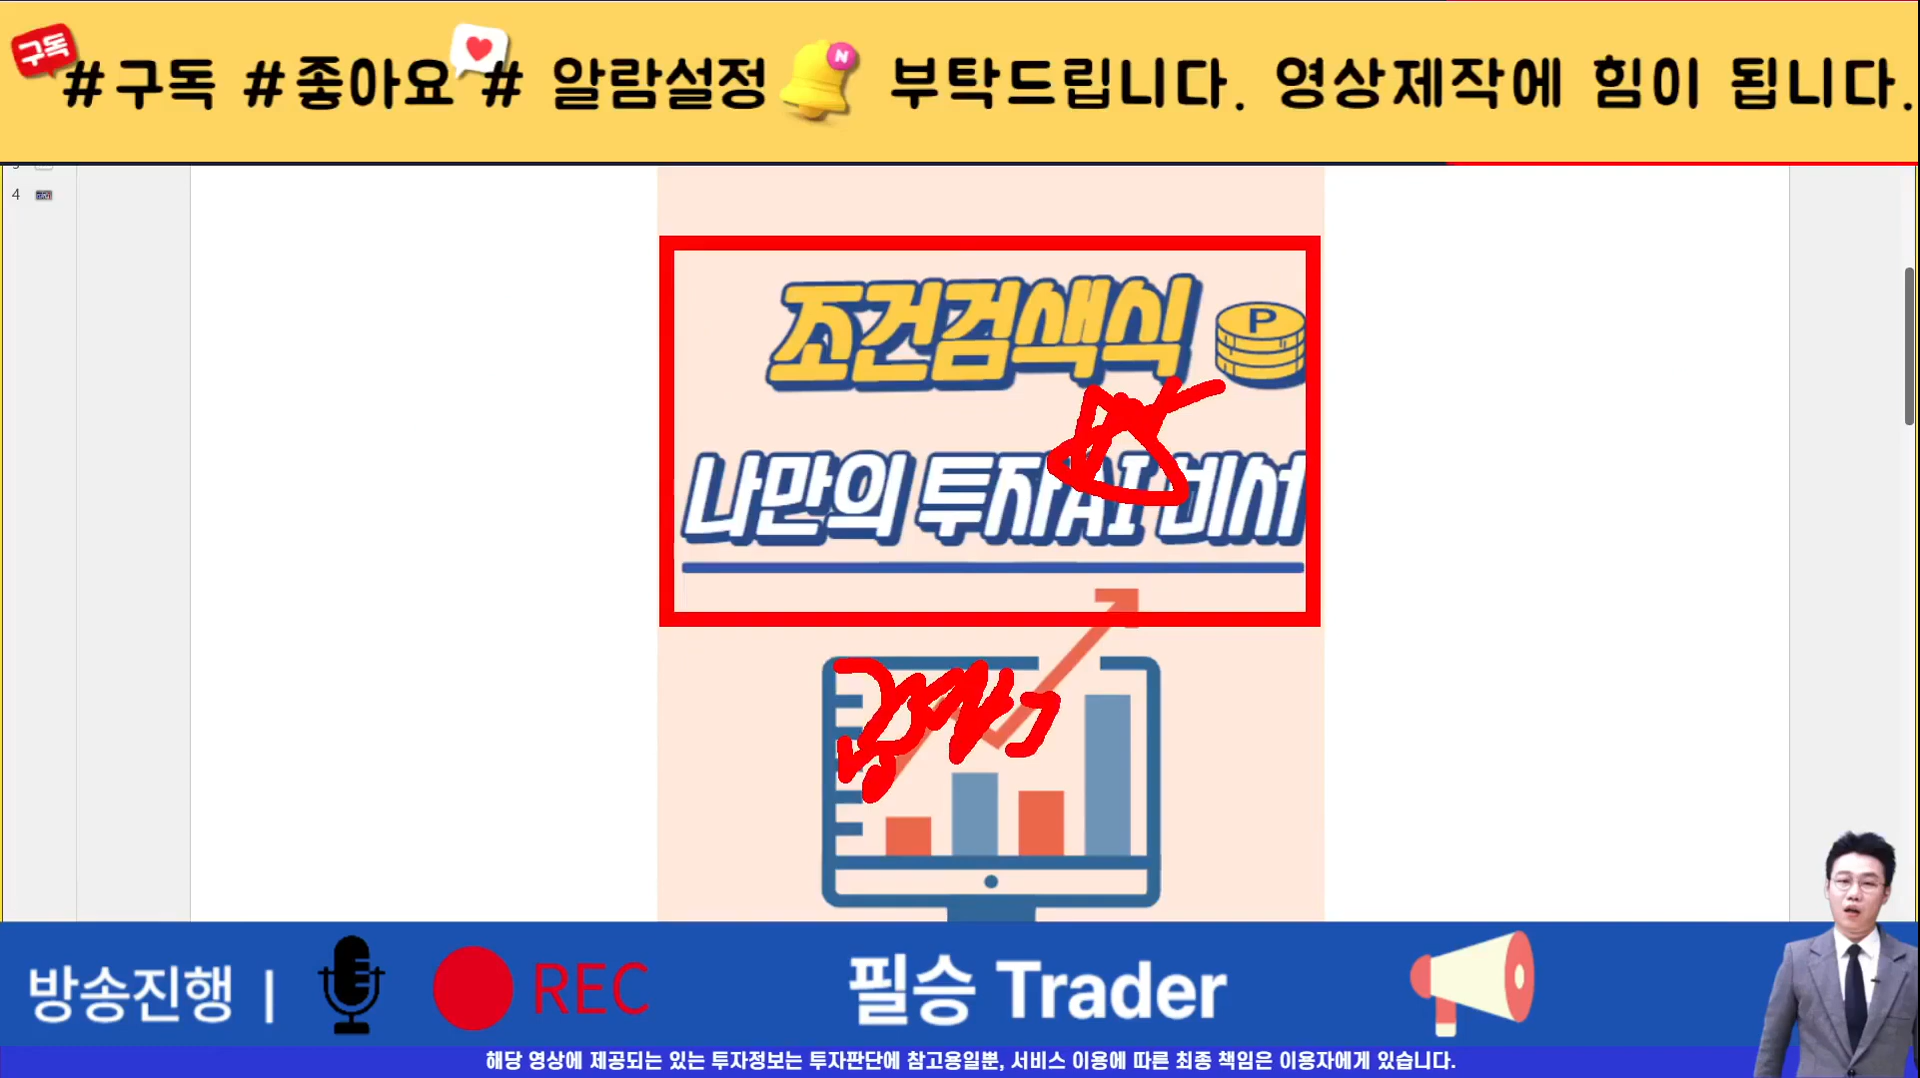 구독
#구독 #좋아요 # 알람설정 N 부탁드립니다. 영상제작에 힘이 됩니다.
4
조건검색식 P
나만의 투자AI 비서
방송진행 | REC 필승 Trader
해당 영상에 제공되는 있는 투자정보는 투자판단에 참고용일뿐, 서비스 이용에 따른 최종 책임은 이용자에게 있습니다.